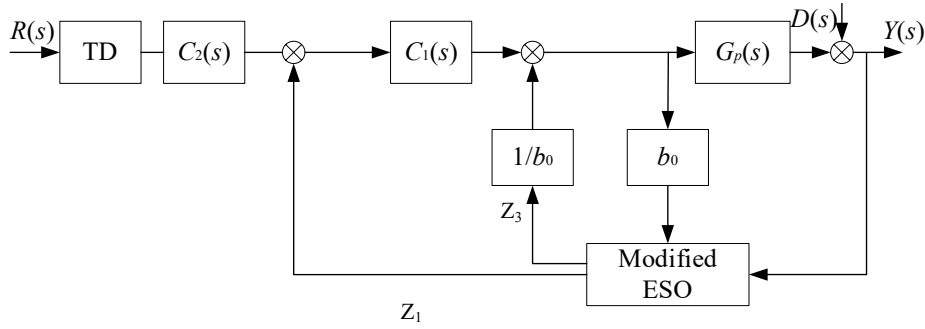 R(s)
TD
C₂(s)
C₁(s)
Gₚ(s)
D(s)
Y(s)
1/b₀
b₀
Z₃
Modified
ESO
Z₁